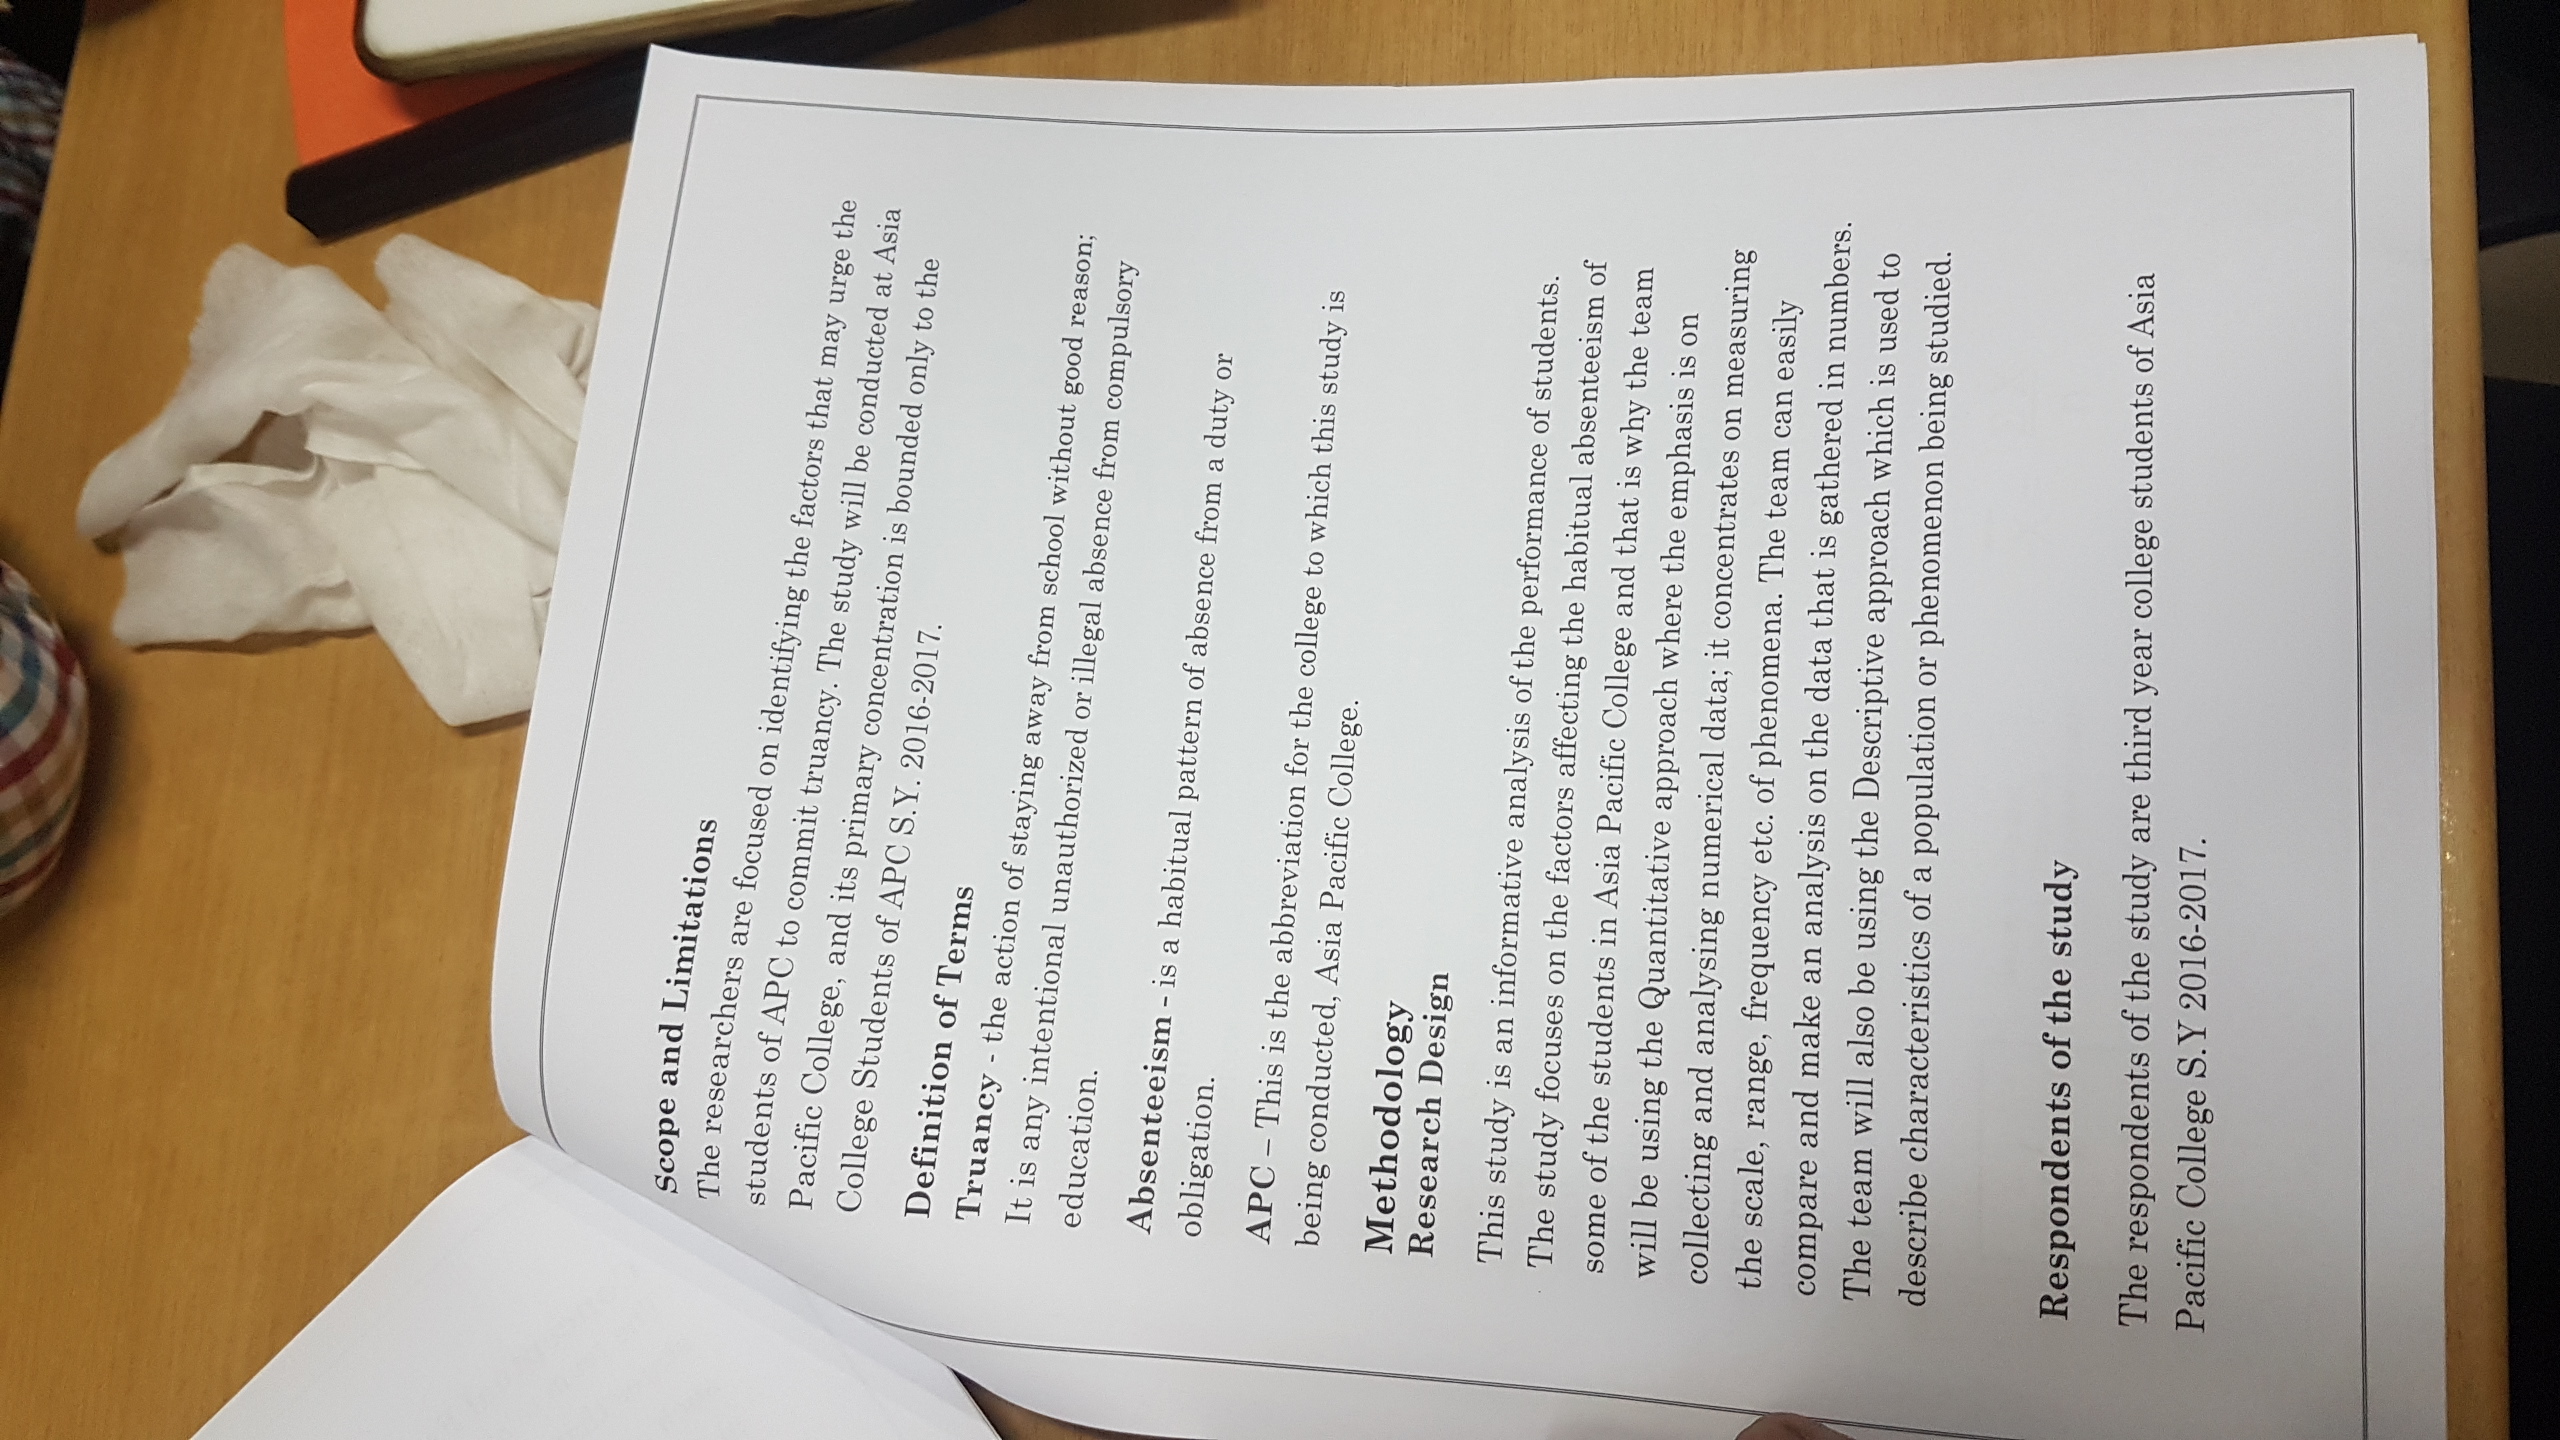 Scope and Limitations
The researchers are focused on identifying the factors that may urge the
students of APC to commit truancy. The study will be conducted at Asia
Pacific College, and its primary concentration is bounded only to the
College Students of APC S.Y. 2016-2017.
Definition of Terms
Truancy - the action of staying away from school without good reason;
It is any intentional unauthorized or illegal absence from compulsory
education.
Absenteeism - is a habitual pattern of absence from a duty or
obligation.
APC – This is the abbreviation for the college to which this study is
being conducted, Asia Pacific College.
Methodology
Research Design
This study is an informative analysis of the performance of students.
The study focuses on the factors affecting the habitual absenteeism of
some of the students in Asia Pacific College and that is why the team
will be using the Quantitative approach where the emphasis is on
collecting and analysing numerical data; it concentrates on measuring
the scale, range, frequency etc. of phenomena. The team can easily
compare and make an analysis on the data that is gathered in numbers.
The team will also be using the Descriptive approach which is used to
describe characteristics of a population or phenomenon being studied.
Respondents of the study
The respondents of the study are third year college students of Asia
Pacific College S.Y 2016-2017.